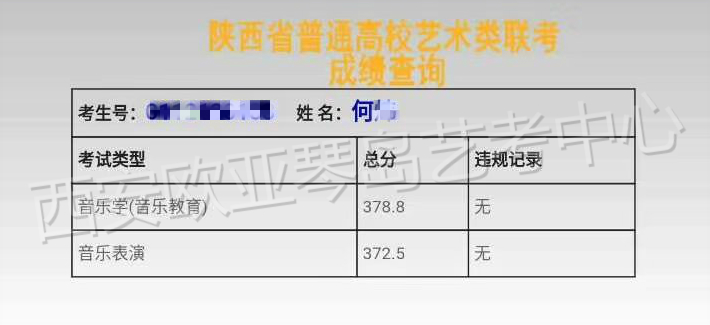 陕西省普通高校艺术类联考
成绩查询
考生号： 姓 名： 何
考试类型 总分 违规记录
音乐学(音乐教育) 378.8 无
音乐表演 372.5 无
西安欧亚琴岛艺考中心